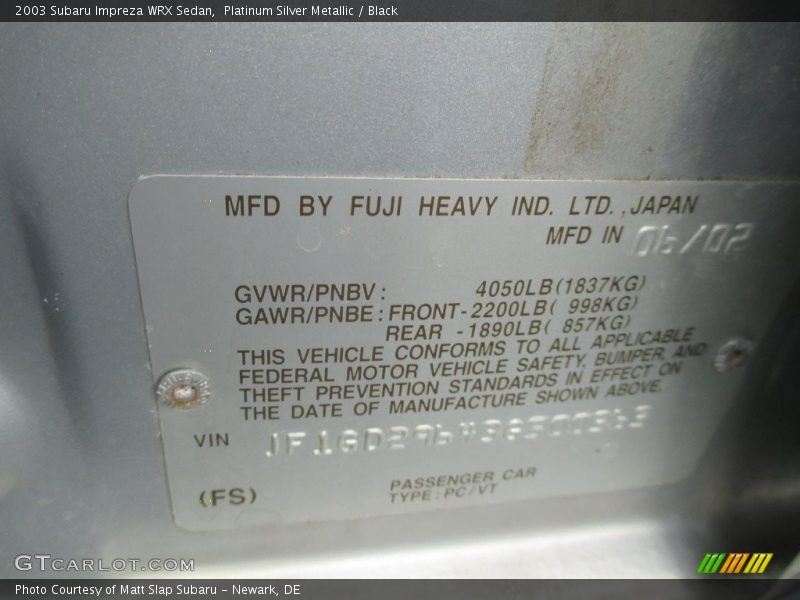 2003 Subaru Impreza WRX Sedan, Platinum Silver Metallic / Black
MFD BY FUJI HEAVY IND. LTD., JAPAN
MFD IN 06/02
GVWR/PNBV: 4050LB(1837KG)
GAWR/PNBE: FRONT-2200LB( 998KG)
REAR -1890LB( 857KG)
THIS VEHICLE CONFORMS TO ALL APPLICABLE
FEDERAL MOTOR VEHICLE SAFETY, BUMPER, AND
THEFT PREVENTION STANDARDS IN EFFECT ON
THE DATE OF MANUFACTURE SHOWN ABOVE.
VIN
(FS)
PASSENGER CAR
TYPE: PC/VT
GTCARLOT.COM
Photo Courtesy of Matt Slap Subaru - Newark, DE